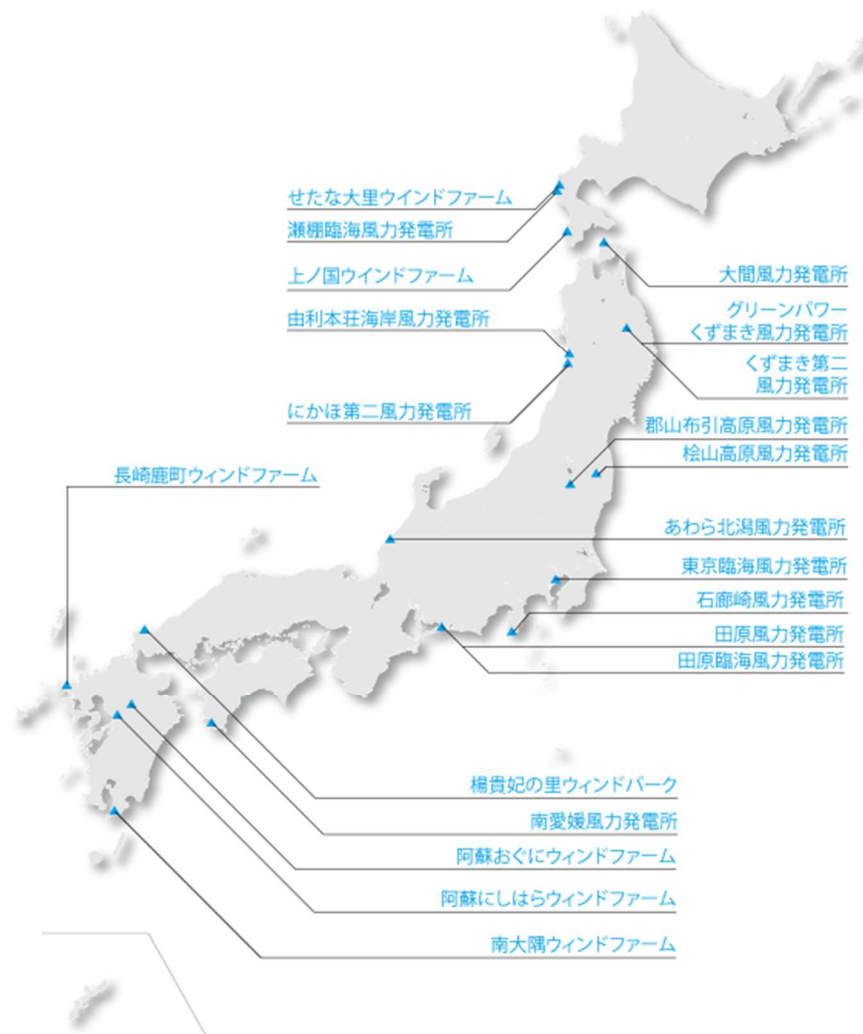 せたな大里ウインドファーム
瀬棚臨海風力発電所
上ノ国ウインドファーム
大間風力発電所
グリーンパワー
くずまき風力発電所
由利本荘海岸風力発電所
くずまき第二
風力発電所
にかほ第二風力発電所
郡山布引高原風力発電所
桧山高原風力発電所
長崎鹿町ウィンドファーム
あわら北潟風力発電所
東京臨海風力発電所
石廊崎風力発電所
田原風力発電所
田原臨海風力発電所
楊貴妃の里ウィンドパーク
南愛媛風力発電所
阿蘇おぐにウィンドファーム
阿蘇にしはらウィンドファーム
南大隅ウィンドファーム